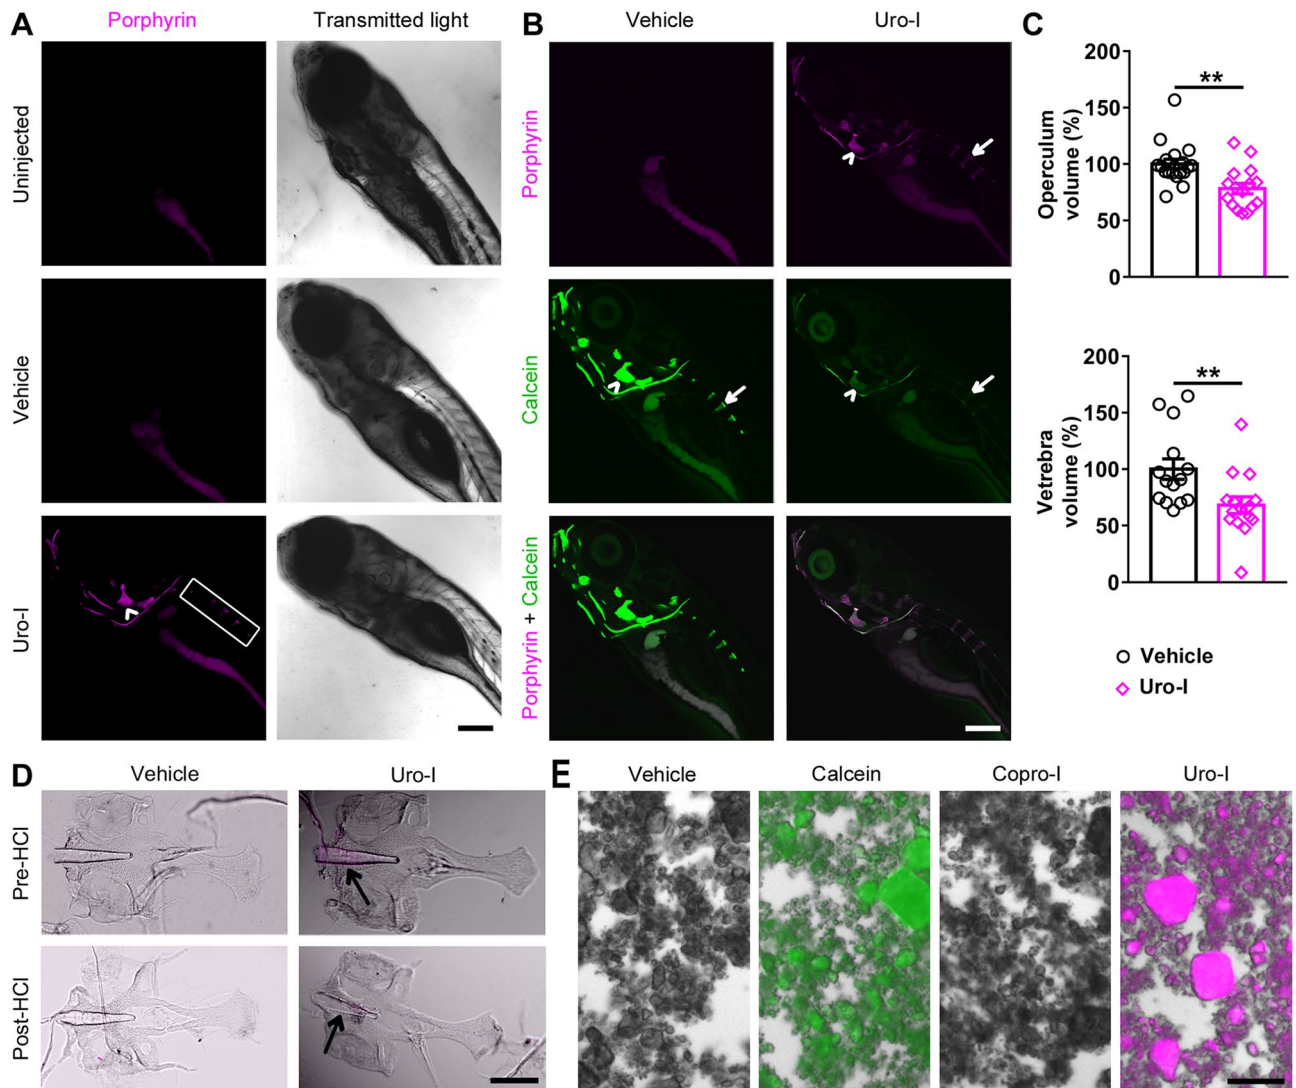 A
Porphyrin
Transmitted light
Uninjected
Vehicle
Uro-I
B
Vehicle
Uro-I
Porphyrin
Calcein
Porphyrin + Calcein
C
200
150
100
50
0
Operculum
volume (%)
**
200
150
100
50
0
Vetrebra
volume (%)
**
Vehicle
Uro-I
D
Vehicle
Uro-I
Pre-HCl
Post-HCl
E
Vehicle
Calcein
Copro-I
Uro-I